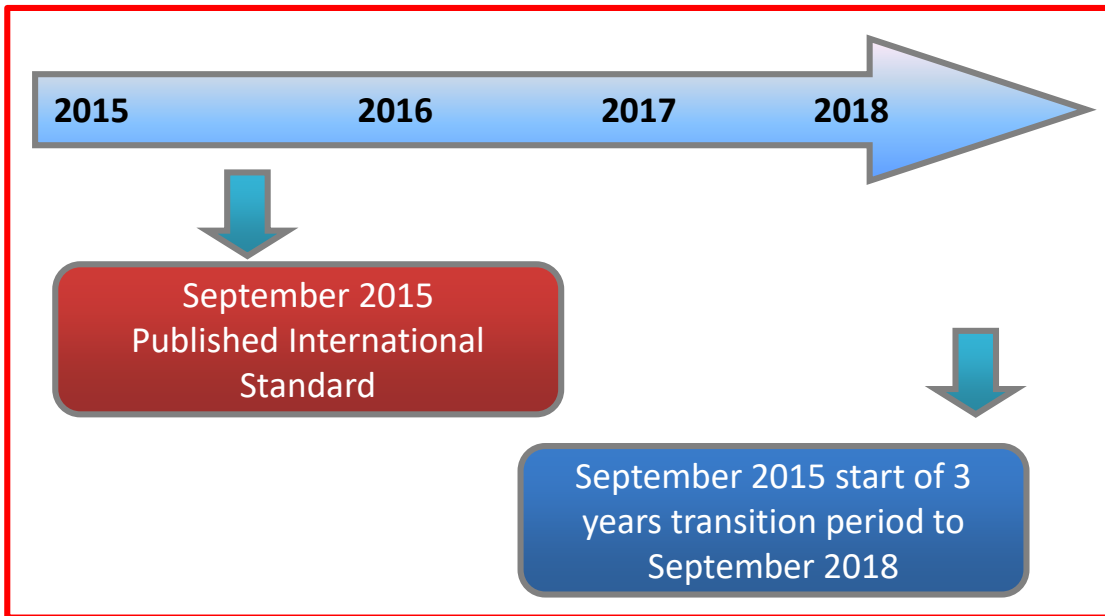 2015 2016 2017 2018
September 2015
Published International
Standard
September 2015 start of 3
years transition period to
September 2018